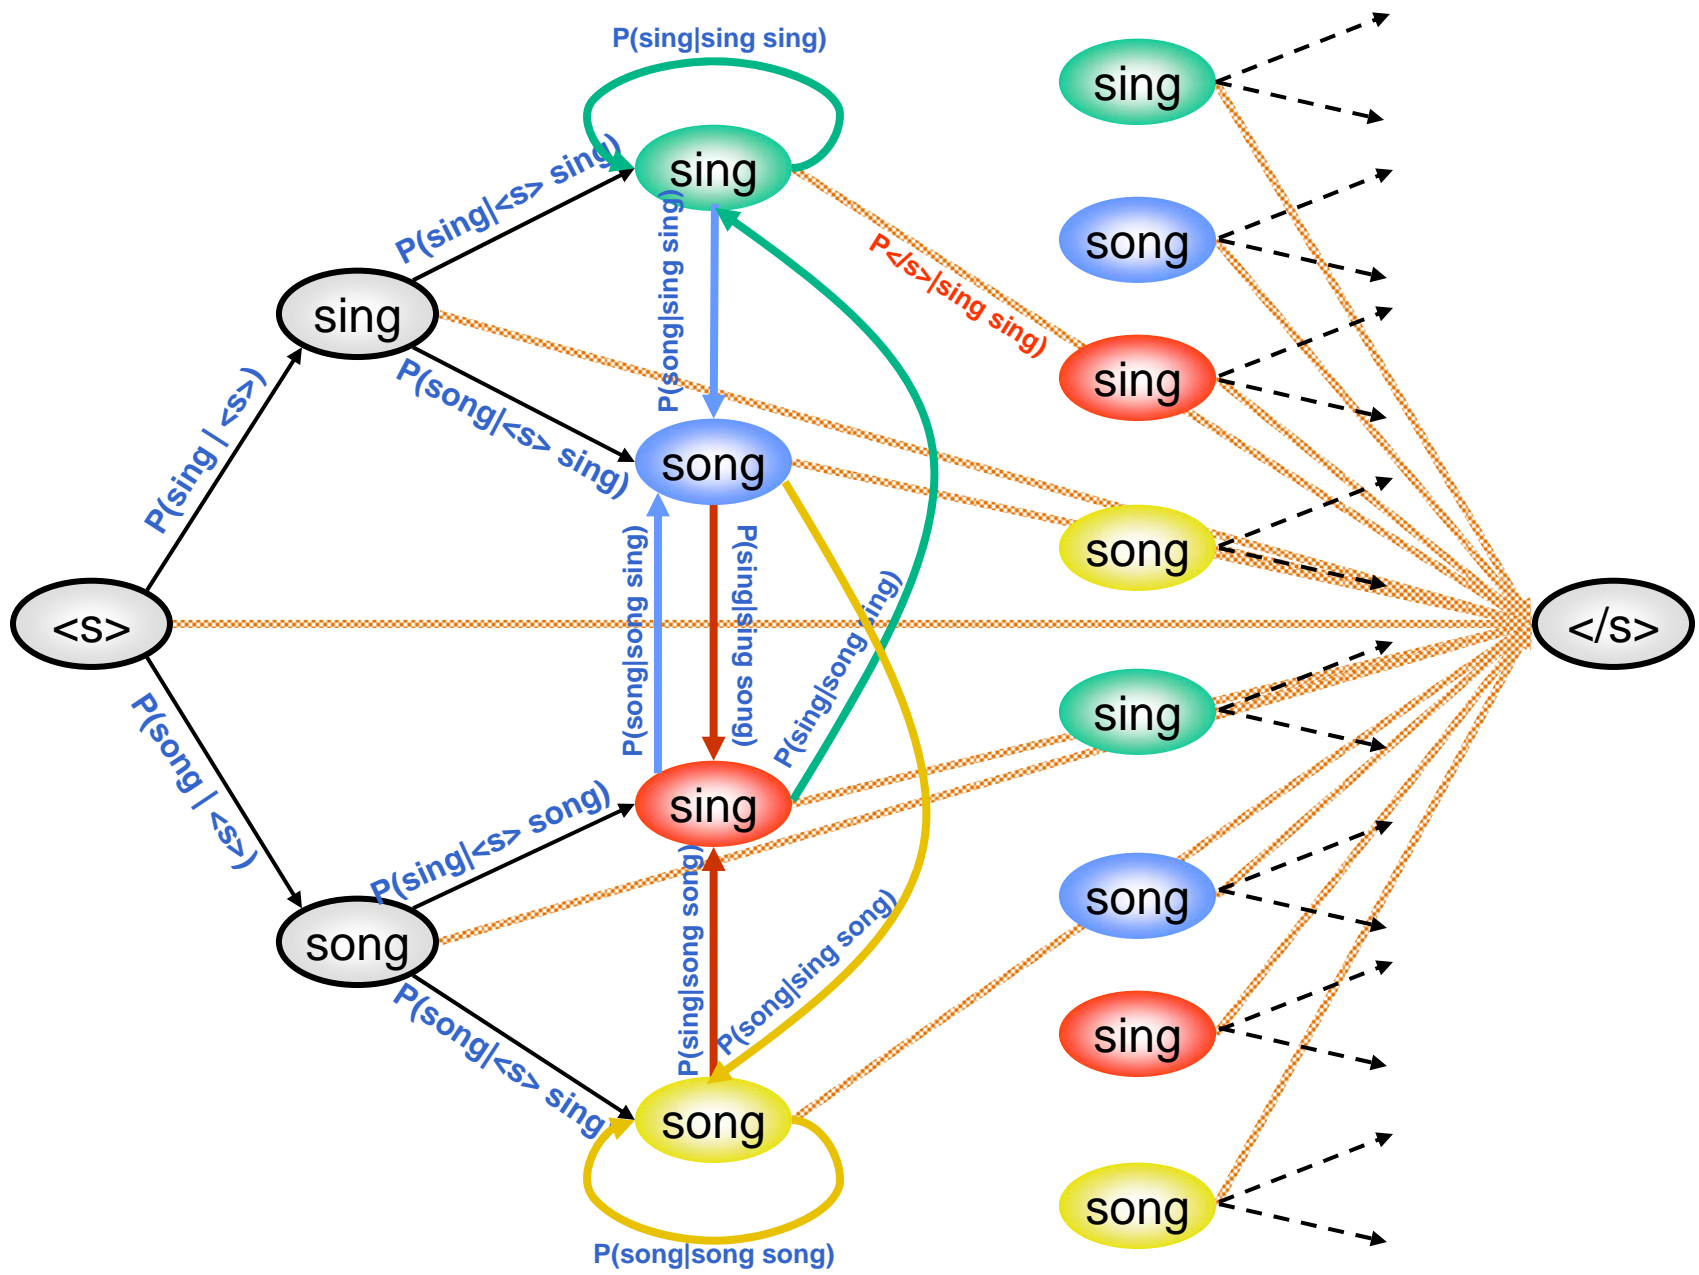 P(sing|sing sing)
sing
sing
P(sing|<s> sing)
P(song|sing sing)
P</s>|sing sing)
song
sing
sing
P(sing | <s>)
P(song|<s> sing)
song
song
P(song|song sing)
P(sing|sing song)
P(sing|song sing)
<s>
</s>
P(song | <s>)
sing
sing
P(sing|<s> song)
P(sing|song song)
P(song|sing song)
song
song
P(song|<s> sing)
sing
song
song
P(song|song song)